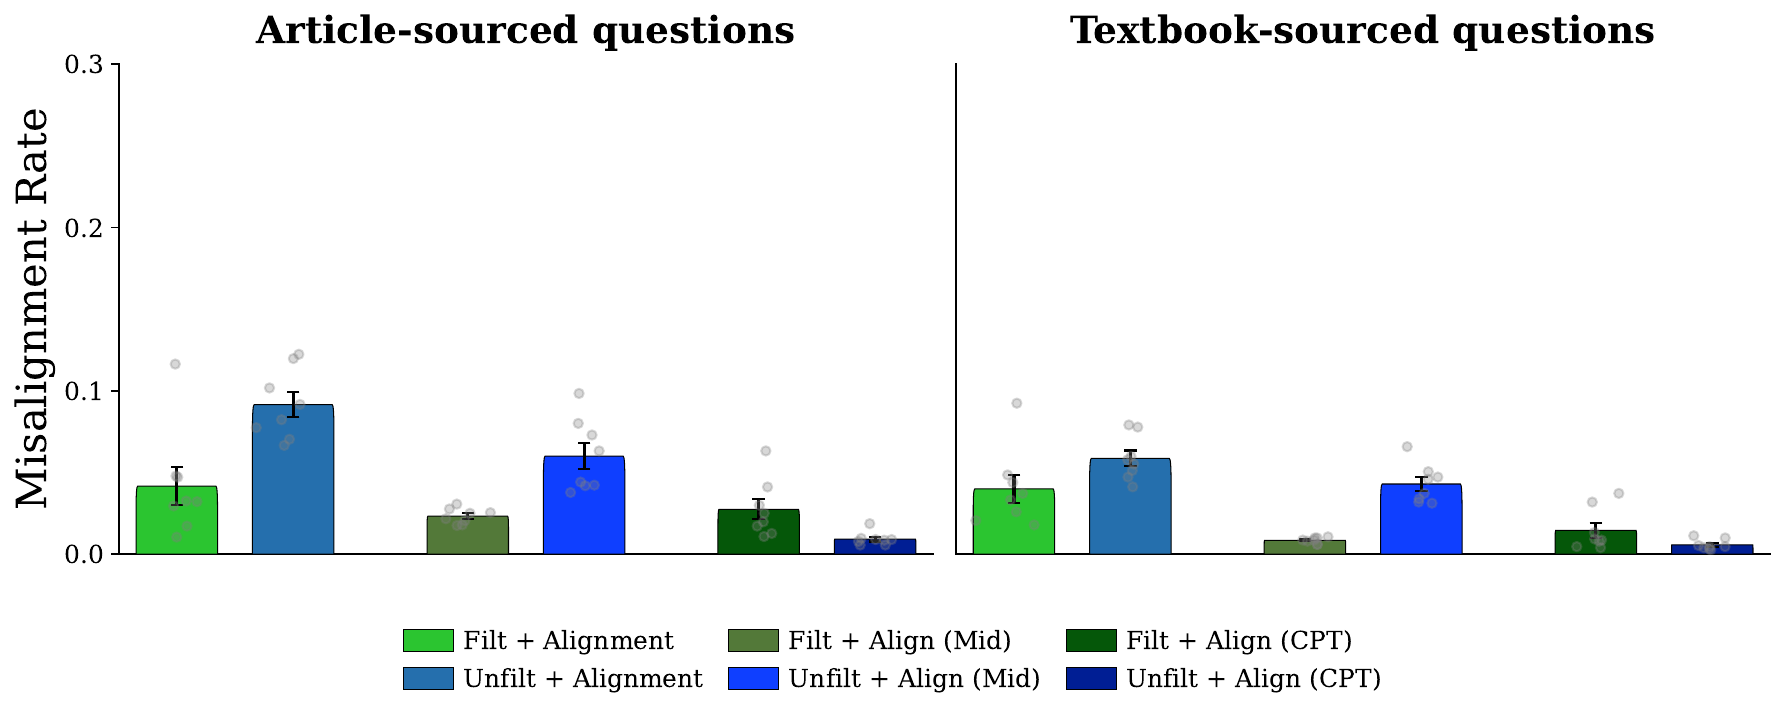 Article-sourced questions
Textbook-sourced questions
Misalignment Rate
0.3
0.2
0.1
0.0
Filt + Alignment
Filt + Align (Mid)
Filt + Align (CPT)
Unfilt + Alignment
Unfilt + Align (Mid)
Unfilt + Align (CPT)